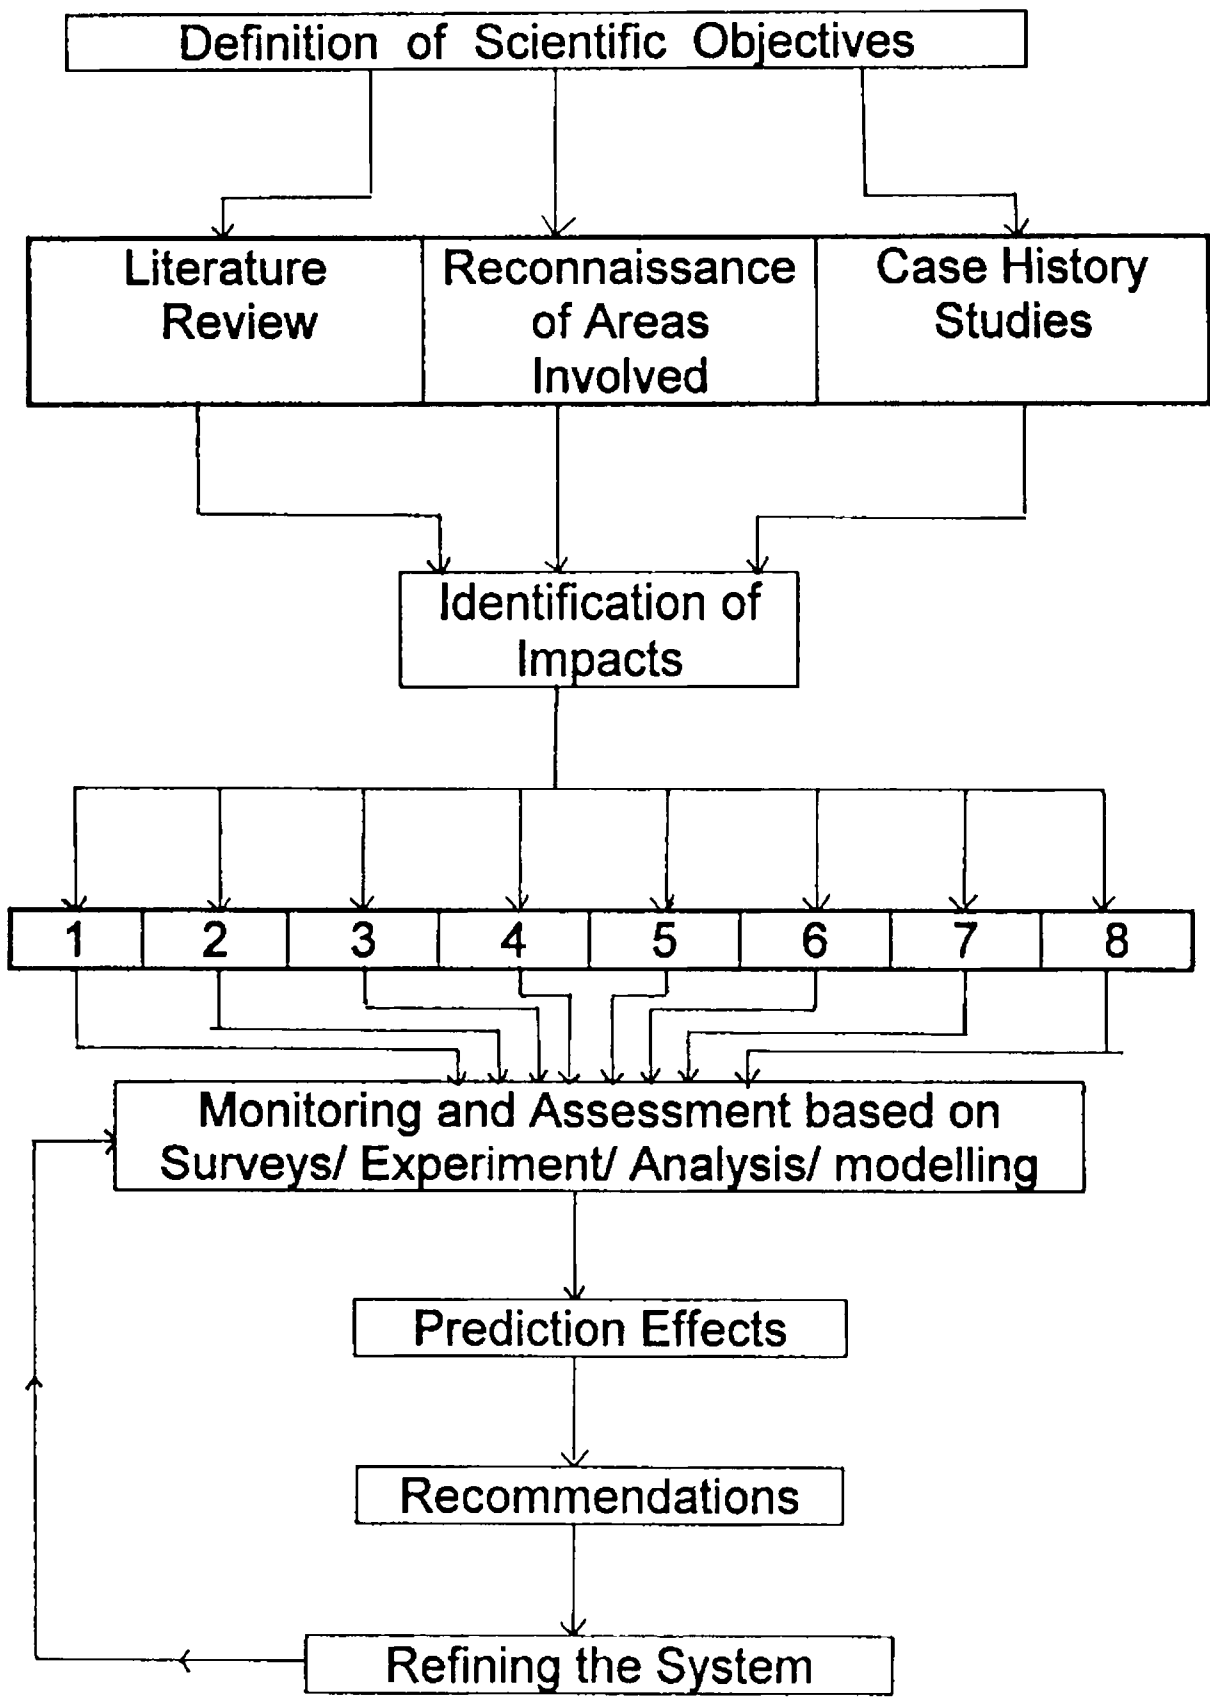 Definition of Scientific Objectives
Literature
Review
Reconnaissance
of Areas
Involved
Case History
Studies
Identification of
Impacts
1 2 3 4 5 6 7 8
Monitoring and Assessment based on
Surveys/ Experiment/ Analysis/ modelling
Prediction Effects
Recommendations
Refining the System